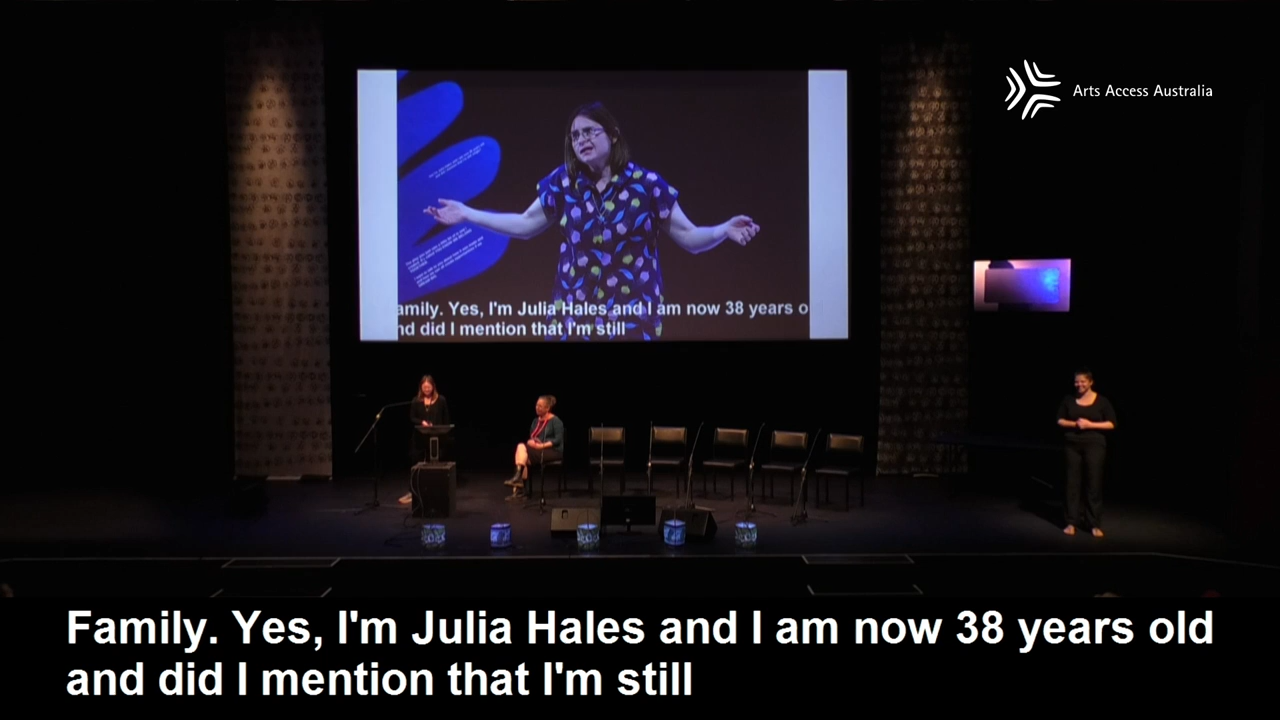 Arts Access Australia
amily. Yes, I'm Julia Hales and I am now 38 years o
nd did I mention that I'm still
Family. Yes, I'm Julia Hales and I am now 38 years old
and did I mention that I'm still